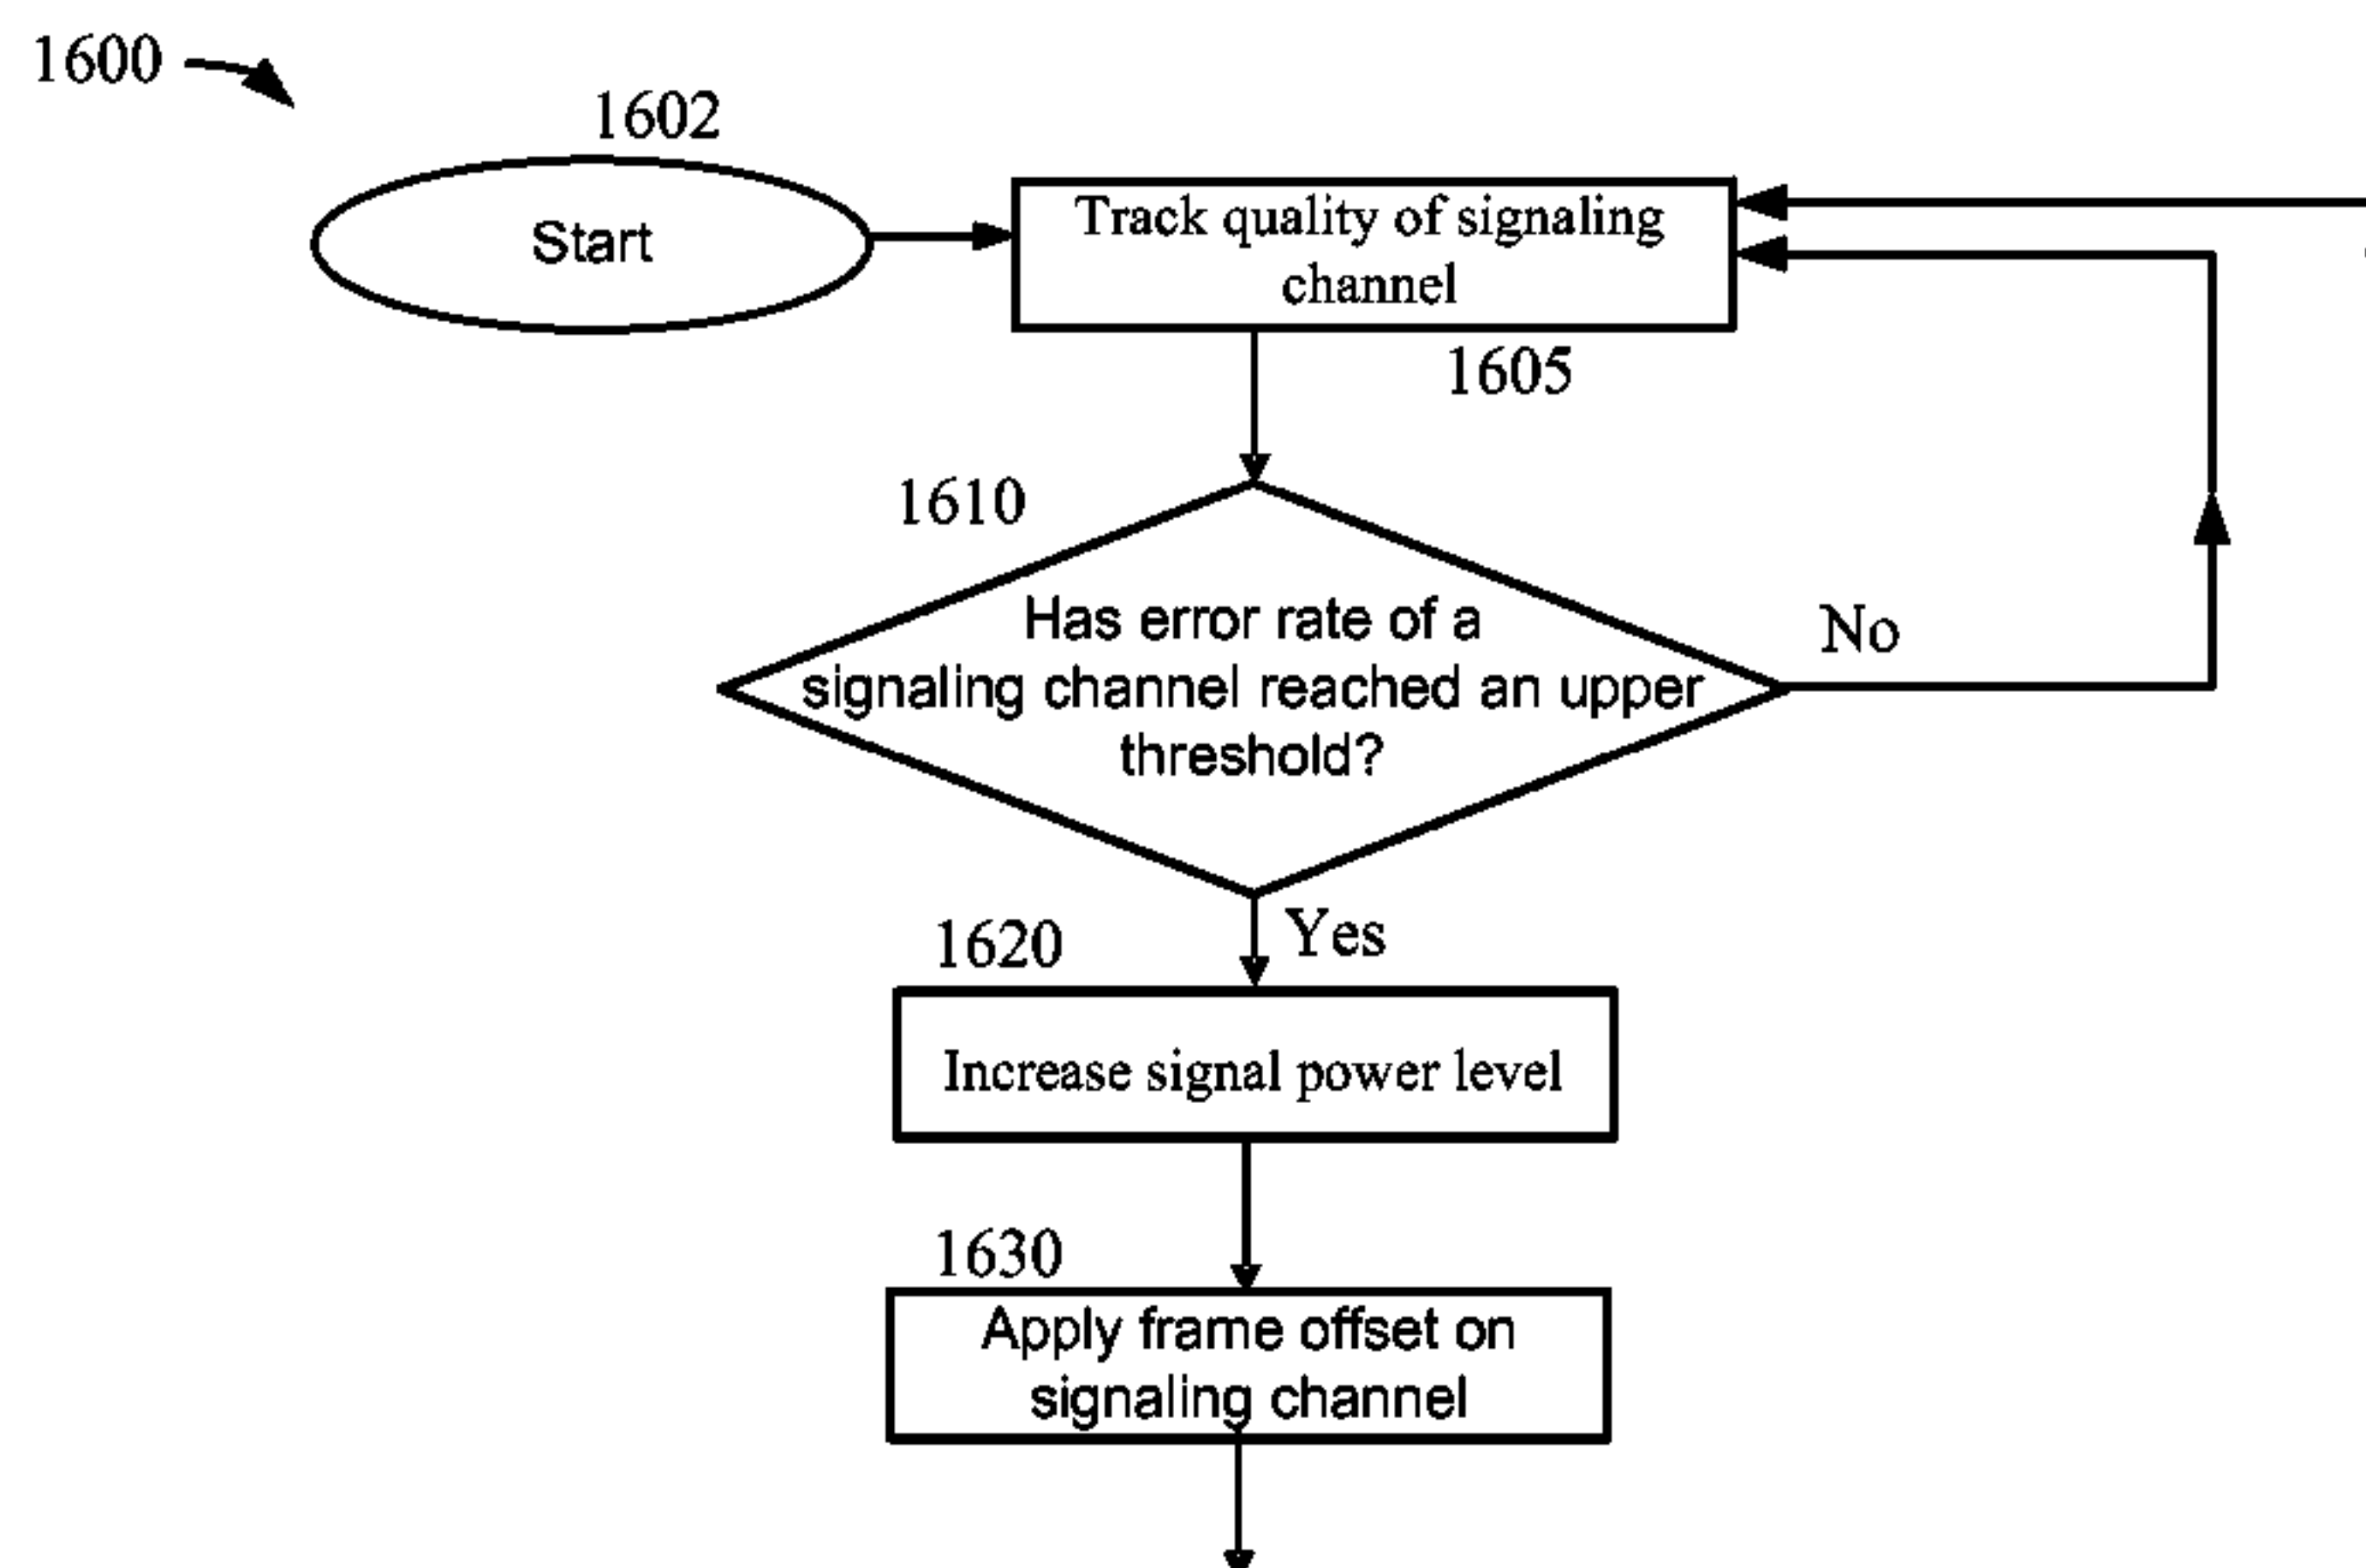 1600
1602
Start
Track quality of signaling
channel
1605
1610
Has error rate of a
signaling channel reached an upper
threshold?
No
Yes
1620
Increase signal power level
1630
Apply frame offset on
signaling channel